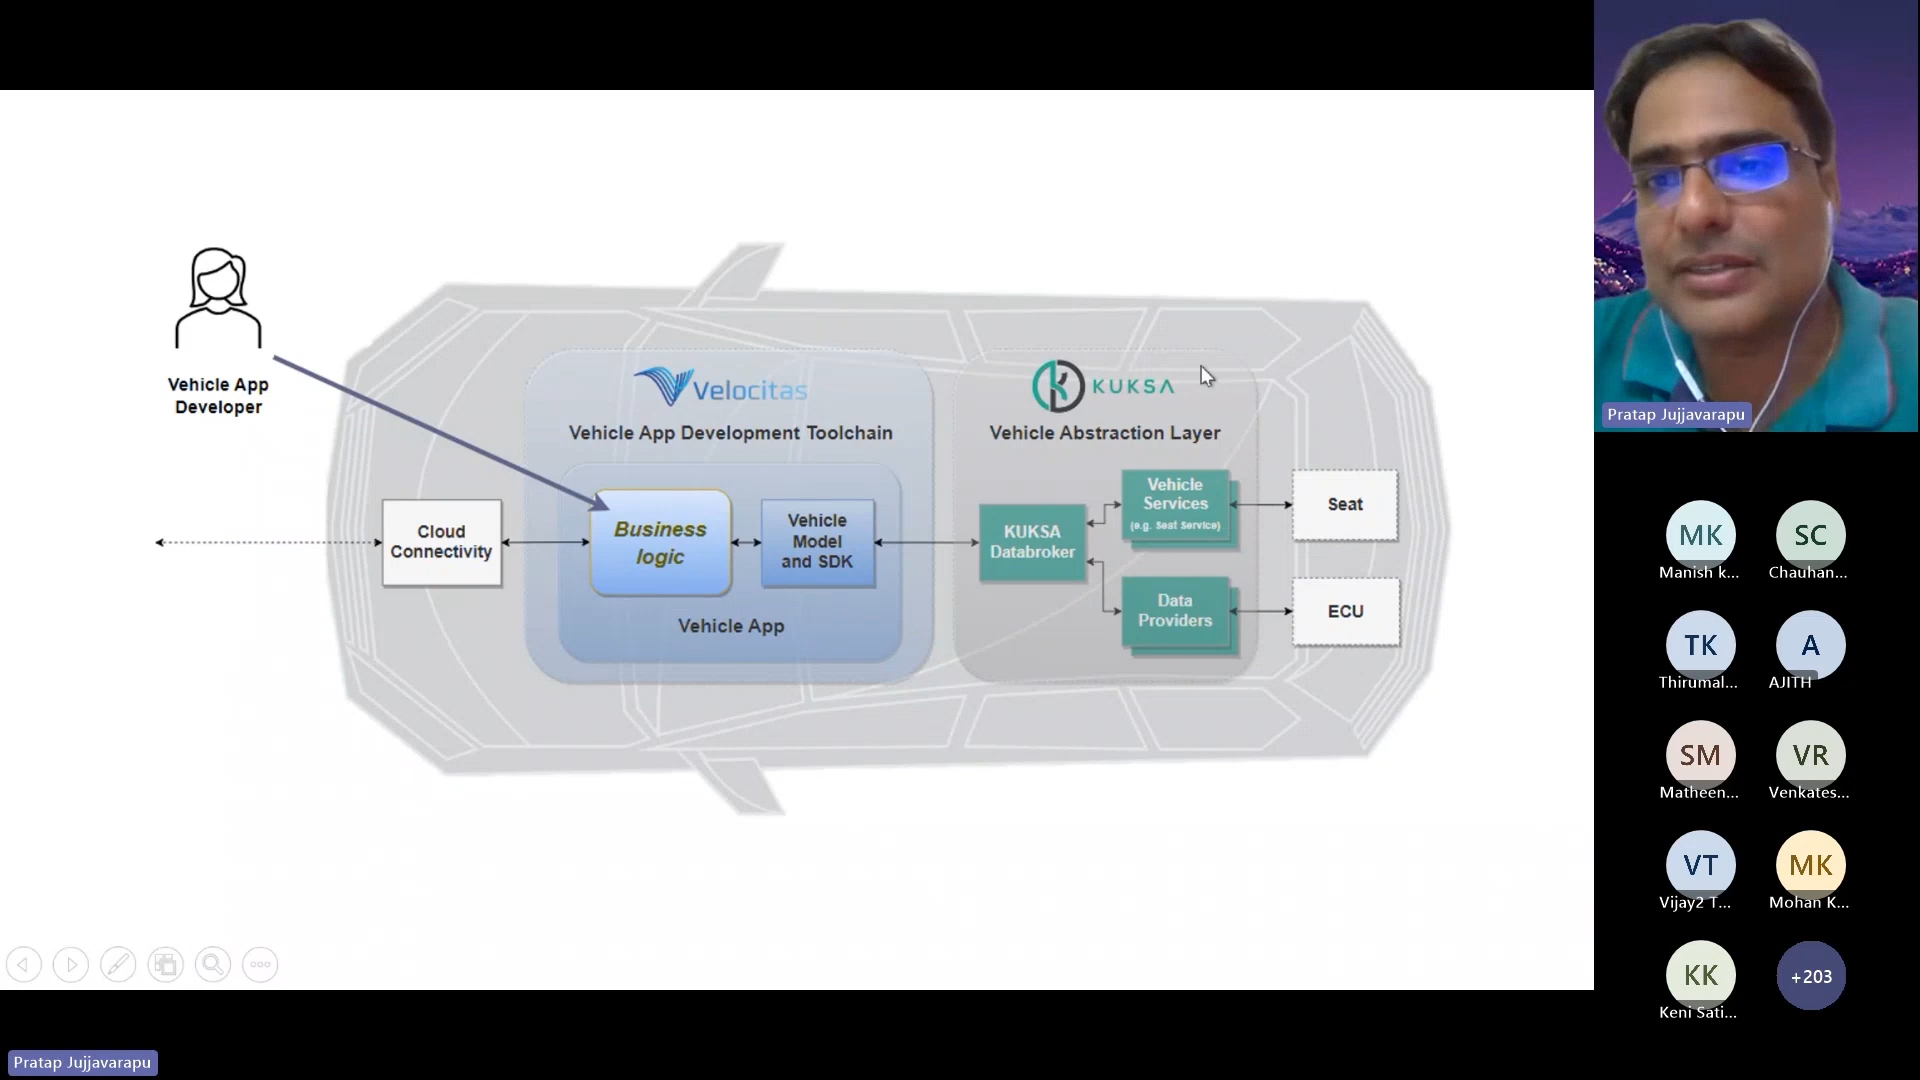 Vehicle App
Developer
Velocitas
Vehicle App Development Toolchain
KUKSA
Vehicle Abstraction Layer
Cloud
Connectivity
Business
logic
Vehicle
Model
and SDK
Vehicle App
KUKSA
Databroker
Vehicle
Services
(e.g. Seat Service)
Data
Providers
Seat
ECU
Pratap Jujjavarapu
MK
Manish k...
SC
Chauhan...
TK
Thirumal...
A
AJITH
SM
Matheen...
VR
Venkates...
VT
Vijay2 T...
MK
Mohan K...
KK
Keni Sati...
+203
Pratap Jujjavarapu